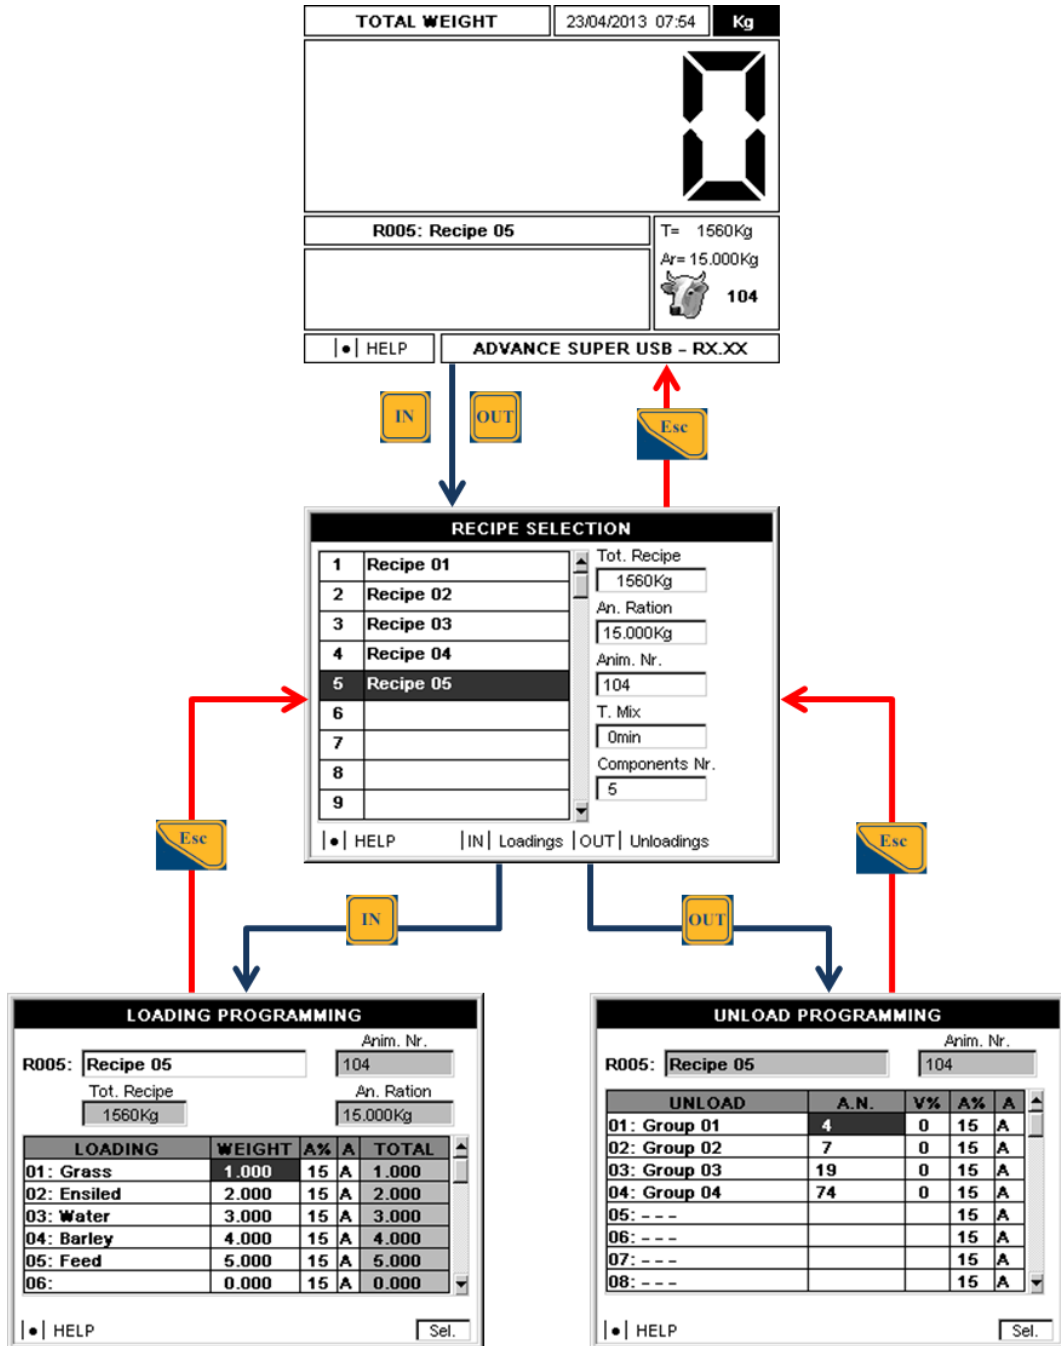 TOTAL WEIGHT 23/04/2013 07:54 Kg
0
R005: Recipe 05 T= 1560Kg
Ar= 15.000Kg
104
|●| HELP ADVANCE SUPER USB - RX.XX
IN OUT Esc
RECIPE SELECTION
1 Recipe 01 Tot. Recipe
1560Kg
2 Recipe 02 An. Ration
3 Recipe 03 15.000Kg
4 Recipe 04 Anim. Nr.
5 Recipe 05 104
6 T. Mix
7 0min
8 Components Nr.
9 5
|●| HELP |IN| Loadings |OUT| Unloadings
Esc Esc
IN OUT
LOADING PROGRAMMING
Anim. Nr.
R005: Recipe 05 104
Tot. Recipe An. Ration
1560Kg 15.000Kg
LOADING WEIGHT A% A TOTAL
01: Grass 1.000 15 A 1.000
02: Ensiled 2.000 15 A 2.000
03: Water 3.000 15 A 3.000
04: Barley 4.000 15 A 4.000
05: Feed 5.000 15 A 5.000
06: 0.000 15 A 0.000
|●| HELP Sel.
UNLOAD PROGRAMMING
Anim. Nr.
R005: Recipe 05 104
UNLOAD A.N. V% A% A
01: Group 01 4 0 15 A
02: Group 02 7 0 15 A
03: Group 03 19 0 15 A
04: Group 04 74 0 15 A
05: - - - 15 A
06: - - - 15 A
07: - - - 15 A
08: - - - 15 A
|●| HELP Sel.